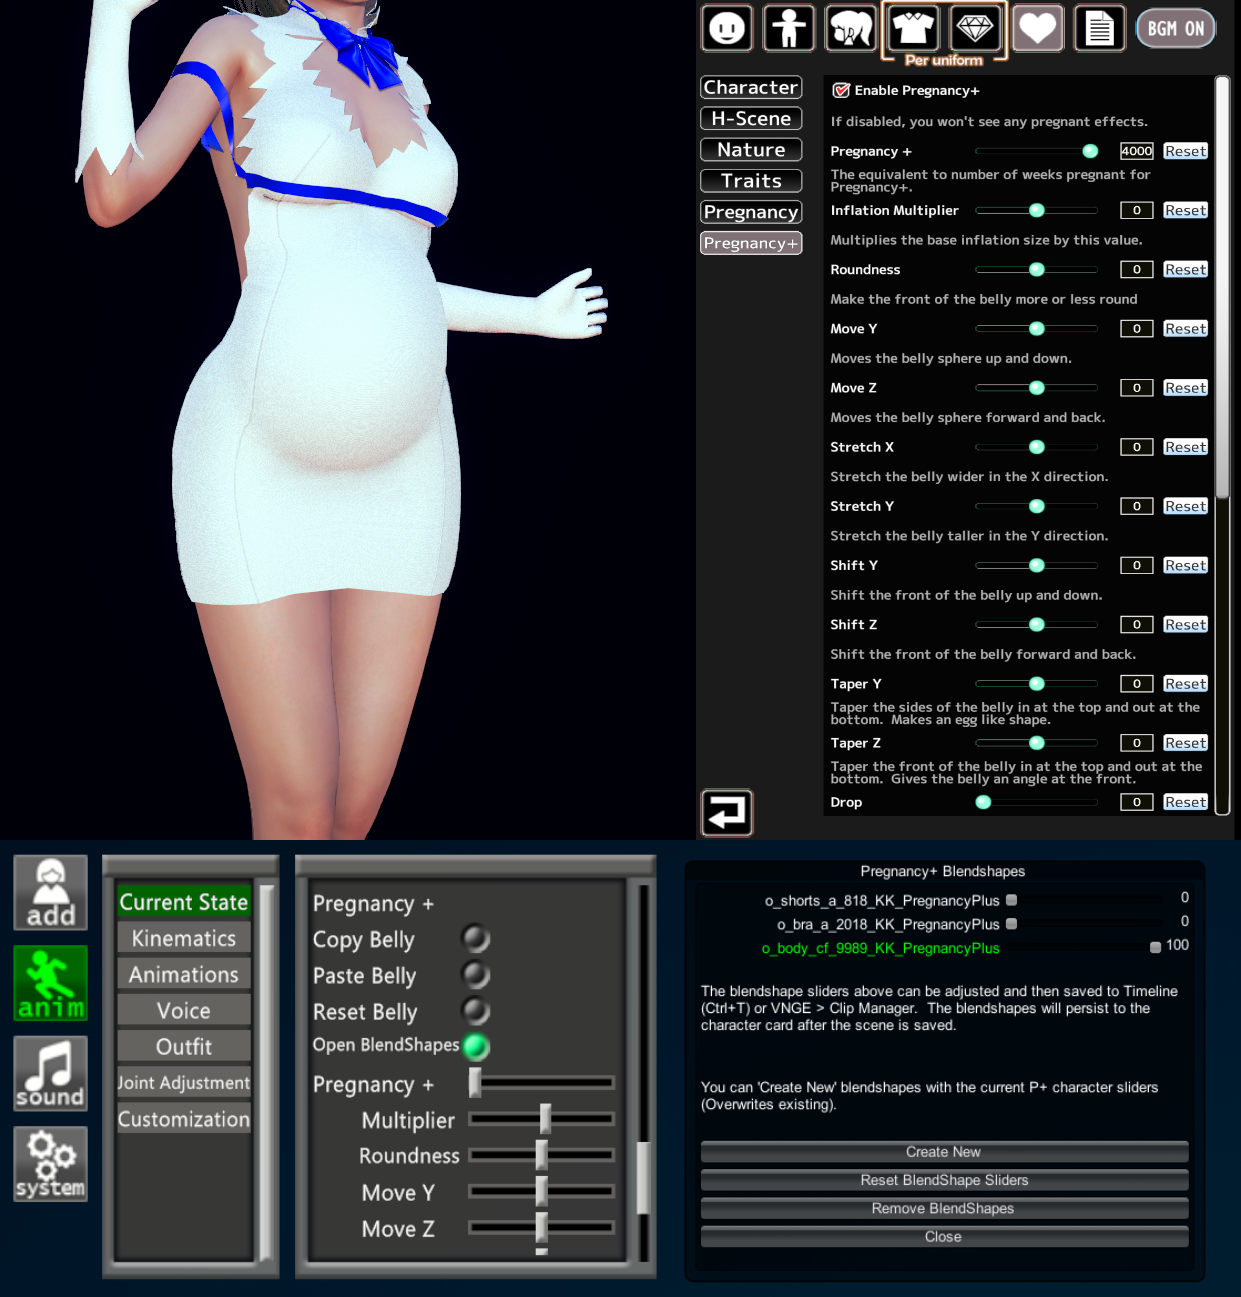 BGM ON
Per uniform
Character
H-Scene
Nature
Traits
Pregnancy
Pregnancy+
Enable Pregnancy+
If disabled, you won't see any pregnant effects.
Pregnancy + 4000 Reset
The equivalent to number of weeks pregnant for
Pregnancy+.
Inflation Multiplier 0 Reset
Multiplies the base inflation size by this value.
Roundness 0 Reset
Make the front of the belly more or less round
Move Y 0 Reset
Moves the belly sphere up and down.
Move Z 0 Reset
Moves the belly sphere forward and back.
Stretch X 0 Reset
Stretch the belly wider in the X direction.
Stretch Y 0 Reset
Stretch the belly taller in the Y direction.
Shift Y 0 Reset
Shift the front of the belly up and down.
Shift Z 0 Reset
Shift the front of the belly forward and back.
Taper Y 0 Reset
Taper the sides of the belly in at the top and out at the
bottom. Makes an egg like shape.
Taper Z 0 Reset
Taper the front of the belly in at the top and out at the
bottom. Gives the belly an angle at the front.
Drop 0 Reset
add
anim
sound
system
Current State
Kinematics
Animations
Voice
Outfit
Joint Adjustment
Customization
Pregnancy +
Copy Belly
Paste Belly
Reset Belly
Open BlendShapes
Pregnancy +
Multiplier
Roundness
Move Y
Move Z
Pregnancy+ Blendshapes
o_shorts_a_818_KK_PregnancyPlus 0
o_bra_a_2018_KK_PregnancyPlus 0
o_body_cf_9989_KK_PregnancyPlus 100
The blendshape sliders above can be adjusted and then saved to Timeline
(Ctrl+T) or VNGE > Clip Manager. The blendshapes will persist to the
character card after the scene is saved.
You can 'Create New' blendshapes with the current P+ character sliders
(Overwrites existing).
Create New
Reset BlendShape Sliders
Remove BlendShapes
Close